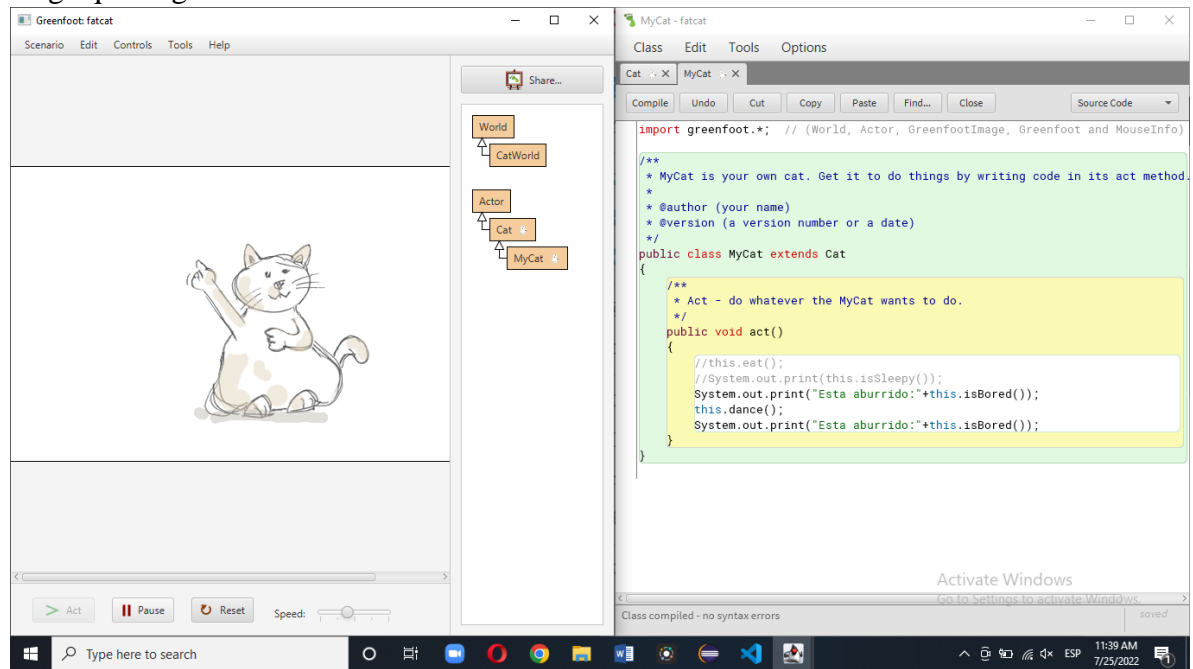 Greenfoot: fatcat
Scenario Edit Controls Tools Help
Share...
World
CatWorld
Actor
Cat
MyCat
Act Pause Reset Speed:
MyCat - fatcat
Class Edit Tools Options
Cat MyCat
Compile Undo Cut Copy Paste Find... Close Source Code
import greenfoot.*; // (World, Actor, GreenfootImage, Greenfoot and MouseInfo)
/**
* MyCat is your own cat. Get it to do things by writing code in its act method.
*
* @author (your name)
* @version (a version number or a date)
*/
public class MyCat extends Cat
{
/**
* Act - do whatever the MyCat wants to do.
*/
public void act()
{
//this.eat();
//System.out.print(this.isSleepy());
System.out.print("Esta aburrido:"+this.isBored());
this.dance();
System.out.print("Esta aburrido:"+this.isBored());
}
}
Activate Windows
Go to Settings to activate Windows.
Class compiled - no syntax errors saved
Type here to search
ESP
11:39 AM
7/25/2022